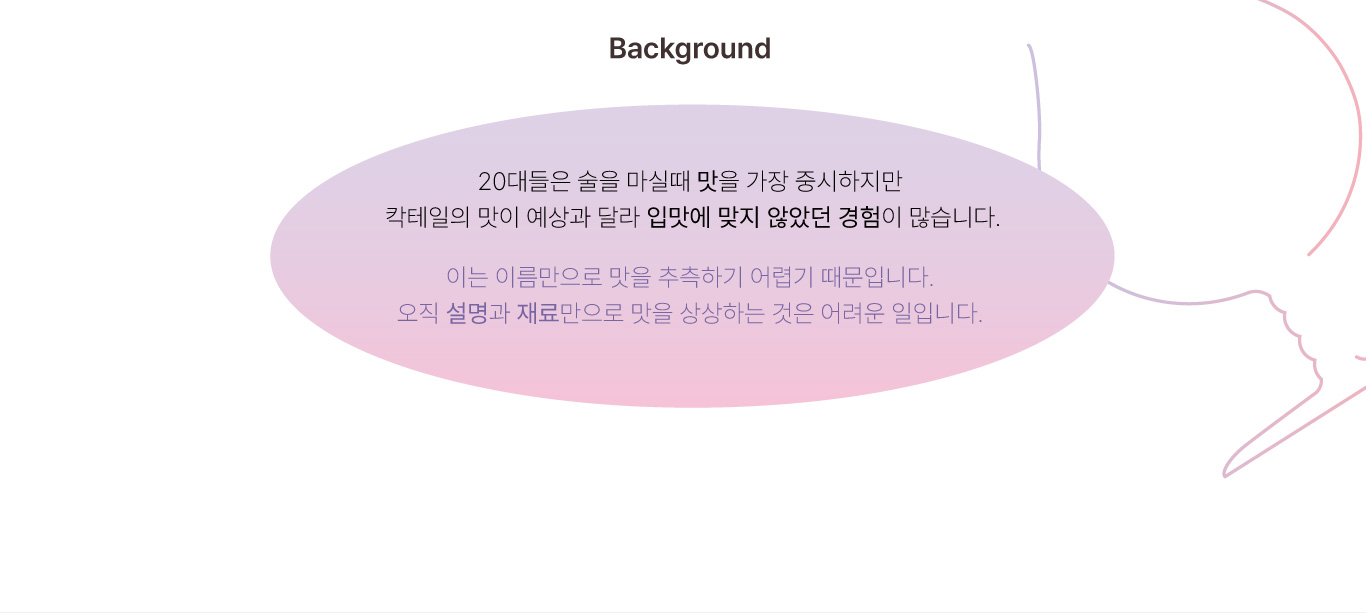 Background
20대들은 술을 마실때 맛을 가장 중시하지만
칵테일의 맛이 예상과 달라 입맛에 맞지 않았던 경험이 많습니다.
이는 이름만으로 맛을 추측하기 어렵기 때문입니다.
오직 설명과 재료만으로 맛을 상상하는 것은 어려운 일입니다.